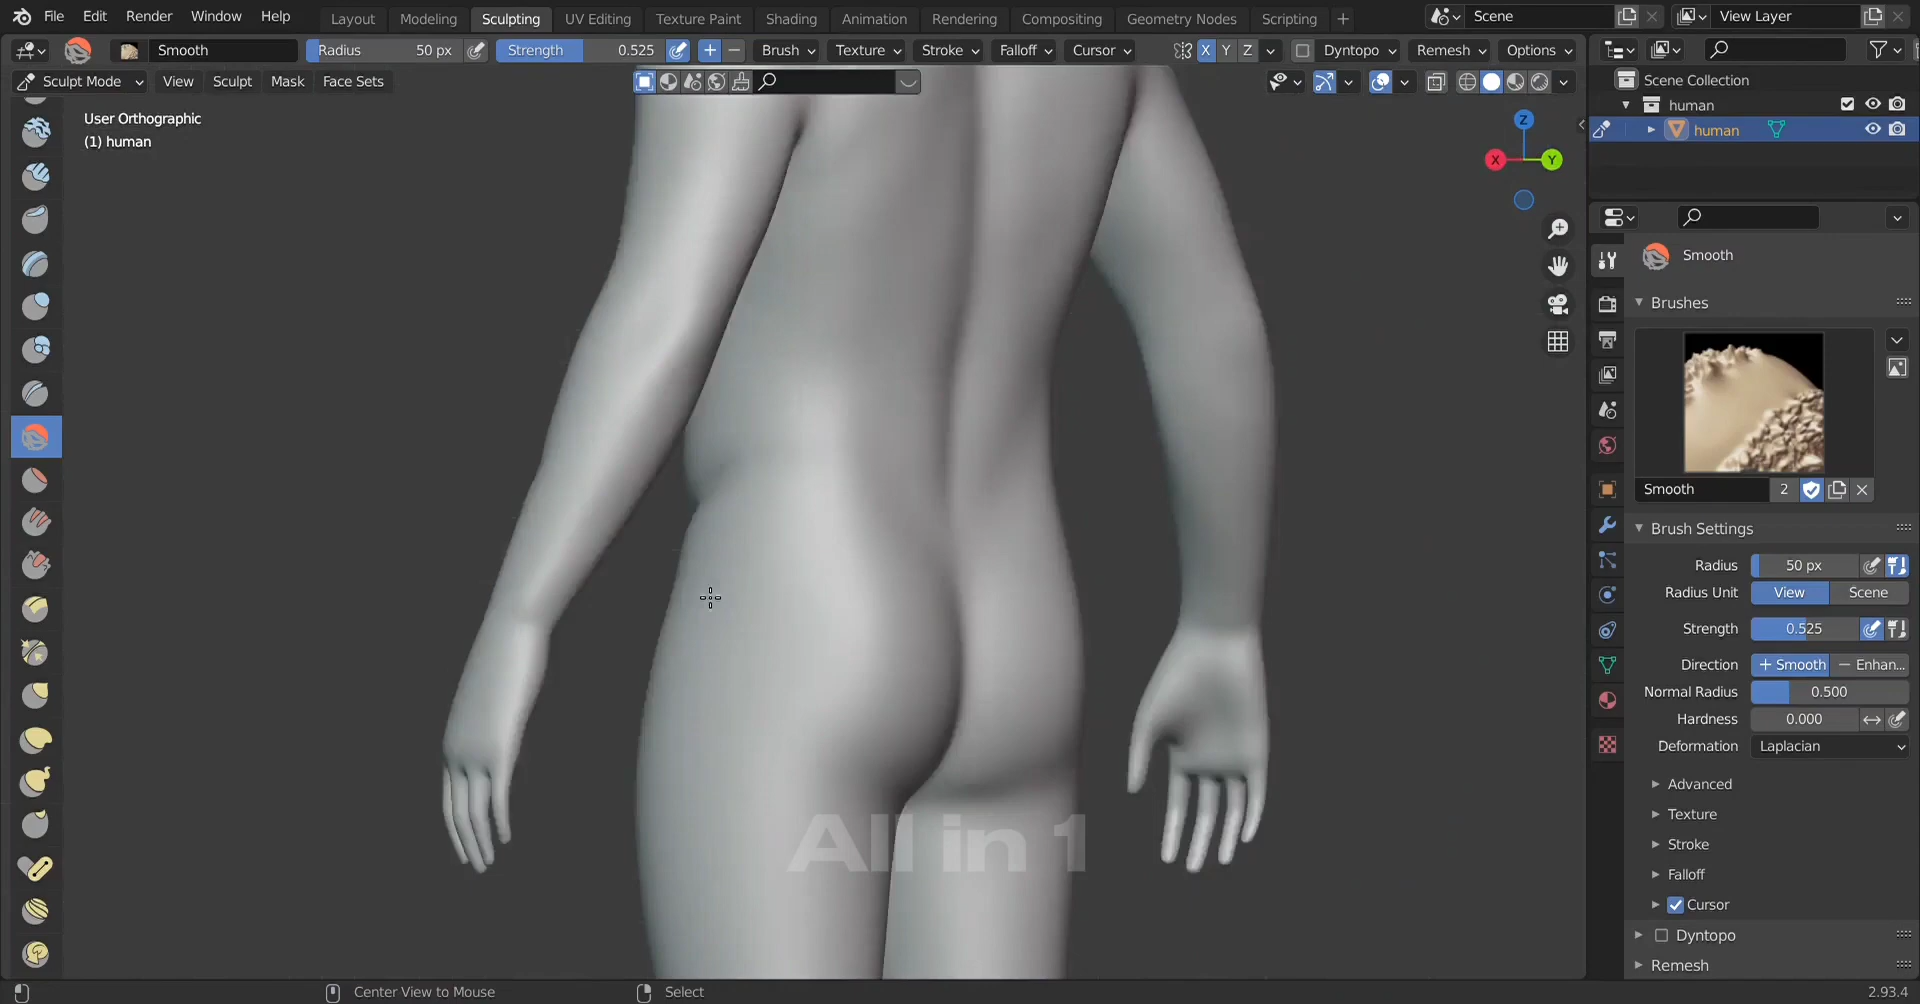 File Edit Render Window Help Layout Modeling Sculpting UV Editing Texture Paint Shading Animation Rendering Compositing Geometry Nodes Scripting + Scene View Layer
Smooth Radius 50 px Strength 0.525 Brush Texture Stroke Falloff Cursor X Y Z Dyntopo Remesh Options
Sculpt Mode View Sculpt Mask Face Sets
Scene Collection
human
human
User Orthographic
(1) human
Z
X
Y
Smooth
Brushes
Smooth 2
Brush Settings
Radius 50 px
Radius Unit View Scene
Strength 0.525
Direction + Smooth − Enhan...
Normal Radius 0.500
Hardness 0.000
Deformation Laplacian
Advanced
Texture
Stroke
Falloff
Cursor
Dyntopo
Remesh
All in 1
Center View to Mouse Select 2.93.4